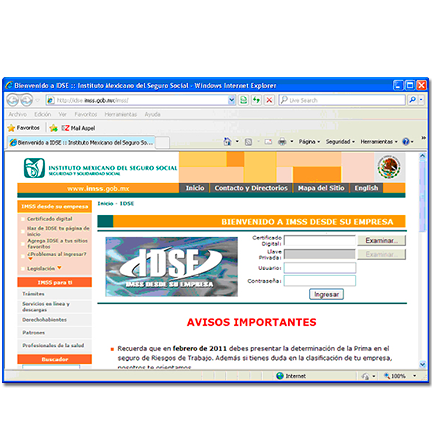 Bienvenido a IDSE :: Instituto Mexicano del Seguro Social - Windows Internet Explorer
http://idse.imss.gob.mx/imss/
Live Search
Archivo Edición Ver Favoritos Herramientas Ayuda
Favoritos EZ Mail Aspel
Bienvenido a IDSE :: Instituto Mexicano del Seguro So...
Página Seguridad Herramientas
INSTITUTO MEXICANO DEL SEGURO SOCIAL
SEGURIDAD Y SOLIDARIDAD SOCIAL
www.imss.gob.mx
Inicio Contacto y Directorios Mapa del Sitio English
IMSS desde su empresa
Certificado digital
Haz de IDSE tu página de inicio
Agrega IDSE a tus sitios favoritos
¿Problemas al ingresar?
Legislación
IMSS para ti
Trámites
Servicios en línea y descargas
Derechohabientes
Patrones
Profesionales de la salud
Buscador
Inicio - IDSE
BIENVENIDO A IMSS DESDE SU EMPRESA
IDSE
IMSS DESDE SU EMPRESA
Certificado Digital: Examinar...
Llave Privada: Examinar...
Usuario:
Contraseña:
Ingresar
AVISOS IMPORTANTES
Recuerda que en febrero de 2011 debes presentar la determinación de la Prima en el
seguro de Riesgos de Trabajo. Además si tienes duda en la clasificación de tu empresa,
nosotros te orientamos
Internet
100%